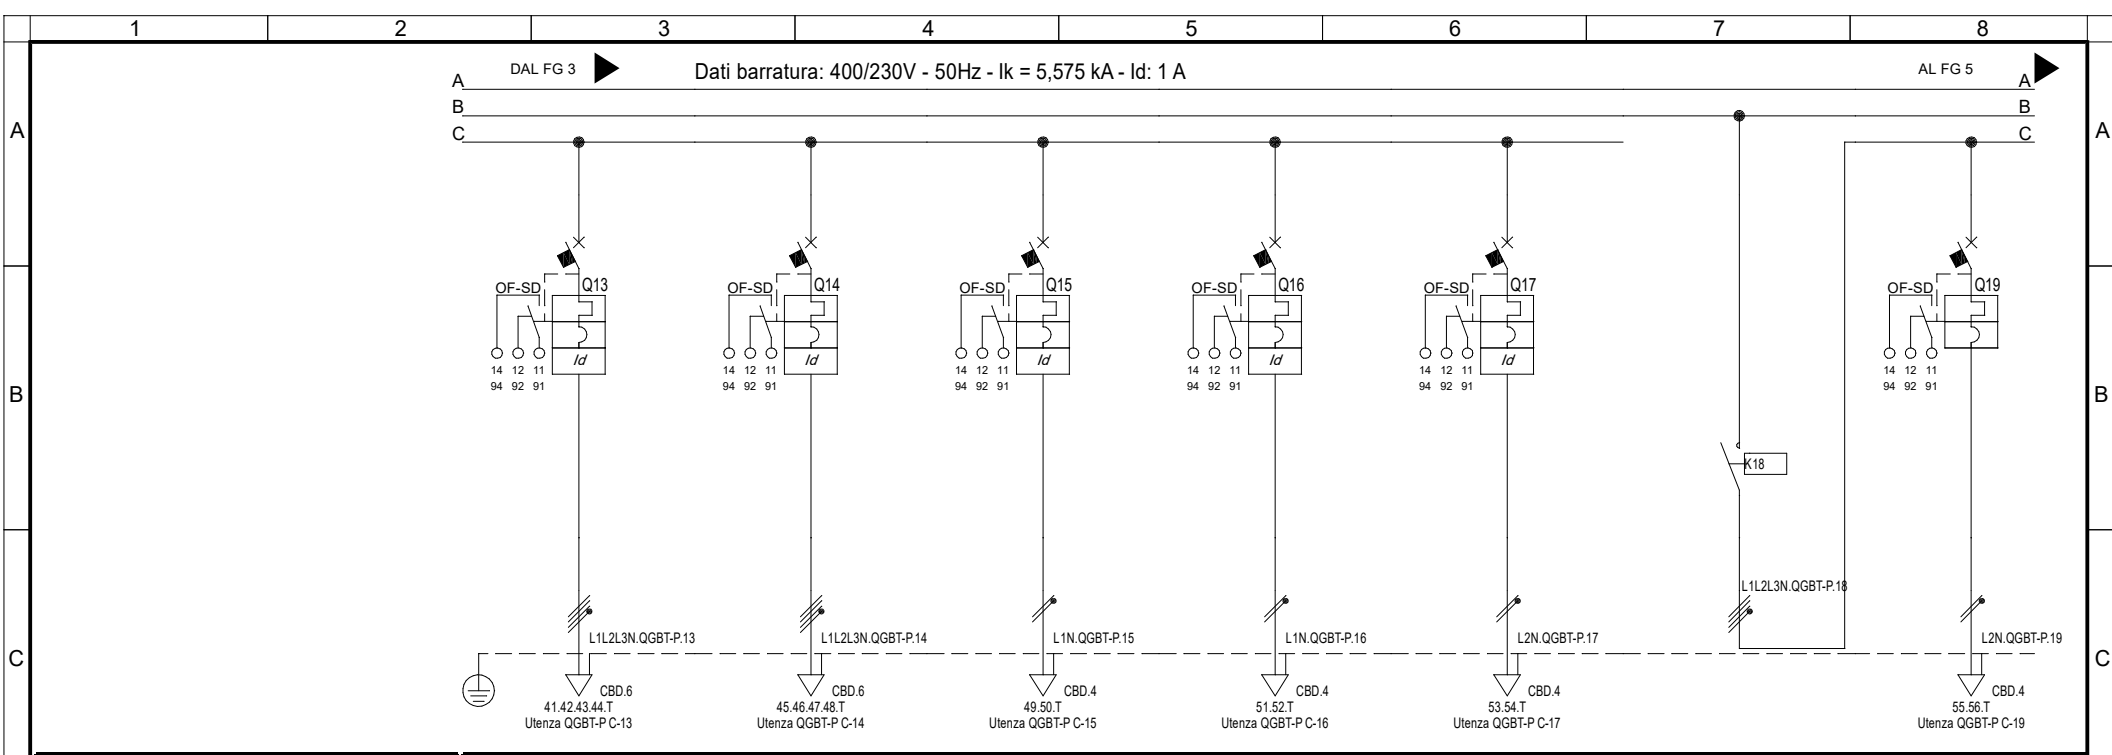 1 2 3 4 5 6 7 8
DAL FG 3 Dati barratura: 400/230V - 50Hz - Ik = 5,575 kA - Id: 1 A AL FG 5
A A
B B
C C
A A
OF-SD Q13 OF-SD Q14 OF-SD Q15 OF-SD Q16 OF-SD Q17 OF-SD Q19
Id Id Id Id Id
14 12 11 14 12 11 14 12 11 14 12 11 14 12 11 14 12 11
94 92 91 94 92 91 94 92 91 94 92 91 94 92 91 94 92 91
B B
K18
L1L2L3N.QGBT-P.18
L1L2L3N.QGBT-P.13 L1L2L3N.QGBT-P.14 L1N.QGBT-P.15 L1N.QGBT-P.16 L2N.QGBT-P.17 L2N.QGBT-P.19
C C
CBD.6 CBD.6 CBD.4 CBD.4 CBD.4 CBD.4
41.42.43.44.T 45.46.47.48.T 49.50.T 51.52.T 53.54.T 55.56.T
Utenza QGBT-P C-13 Utenza QGBT-P C-14 Utenza QGBT-P C-15 Utenza QGBT-P C-16 Utenza QGBT-P C-17 Utenza QGBT-P C-19